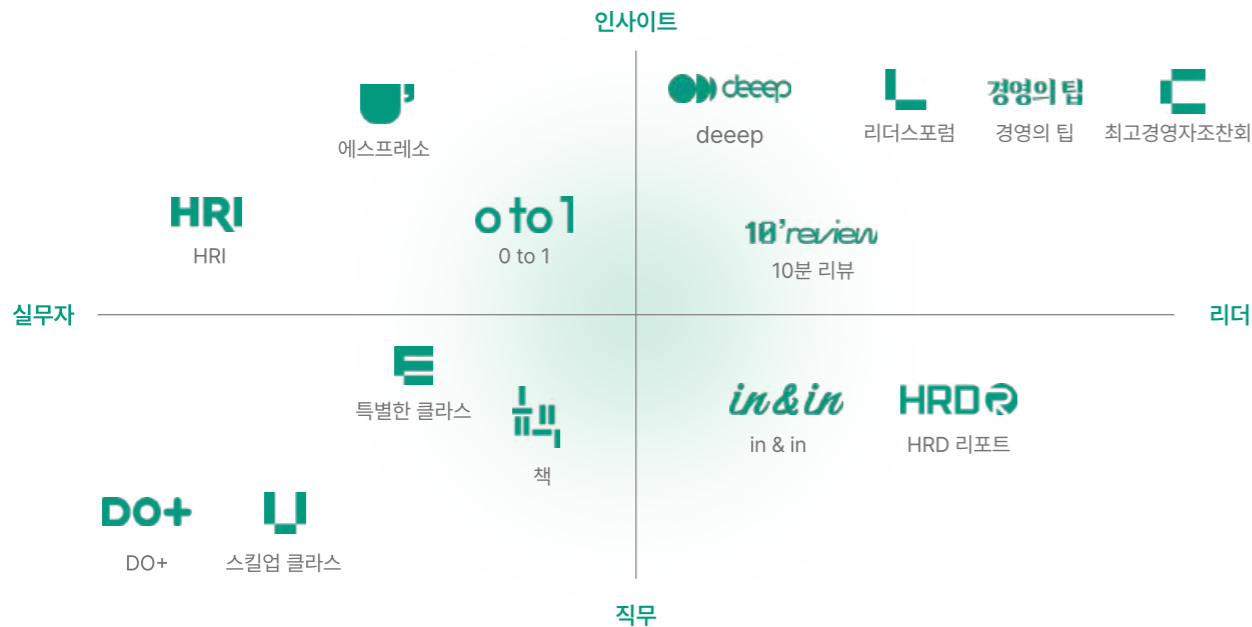 인사이트
deeep
deeep
리더스포럼
경영의 팁
경영의 팁
최고경영자조찬회
에스프레소
HRI
HRI
0 to 1
0 to 1
10'review
10분 리뷰
실무자
리더
특별한 클라스
책
in & in
in & in
HRD R
HRD 리포트
DO+
DO+
스킬업 클라스
직무